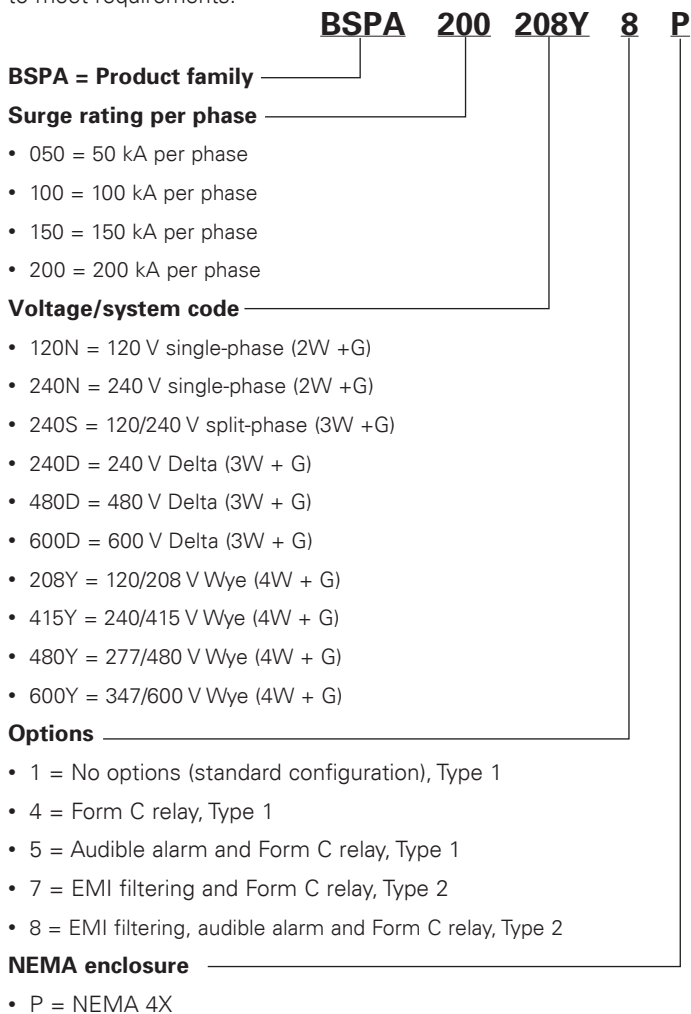 to meet requirements.
BSPA 200 208Y 8 P
BSPA = Product family
Surge rating per phase
• 050 = 50 kA per phase
• 100 = 100 kA per phase
• 150 = 150 kA per phase
• 200 = 200 kA per phase
Voltage/system code
• 120N = 120 V single-phase (2W +G)
• 240N = 240 V single-phase (2W +G)
• 240S = 120/240 V split-phase (3W +G)
• 240D = 240 V Delta (3W + G)
• 480D = 480 V Delta (3W + G)
• 600D = 600 V Delta (3W + G)
• 208Y = 120/208 V Wye (4W + G)
• 415Y = 240/415 V Wye (4W + G)
• 480Y = 277/480 V Wye (4W + G)
• 600Y = 347/600 V Wye (4W + G)
Options
• 1 = No options (standard configuration), Type 1
• 4 = Form C relay, Type 1
• 5 = Audible alarm and Form C relay, Type 1
• 7 = EMI filtering and Form C relay, Type 2
• 8 = EMI filtering, audible alarm and Form C relay, Type 2
NEMA enclosure
• P = NEMA 4X